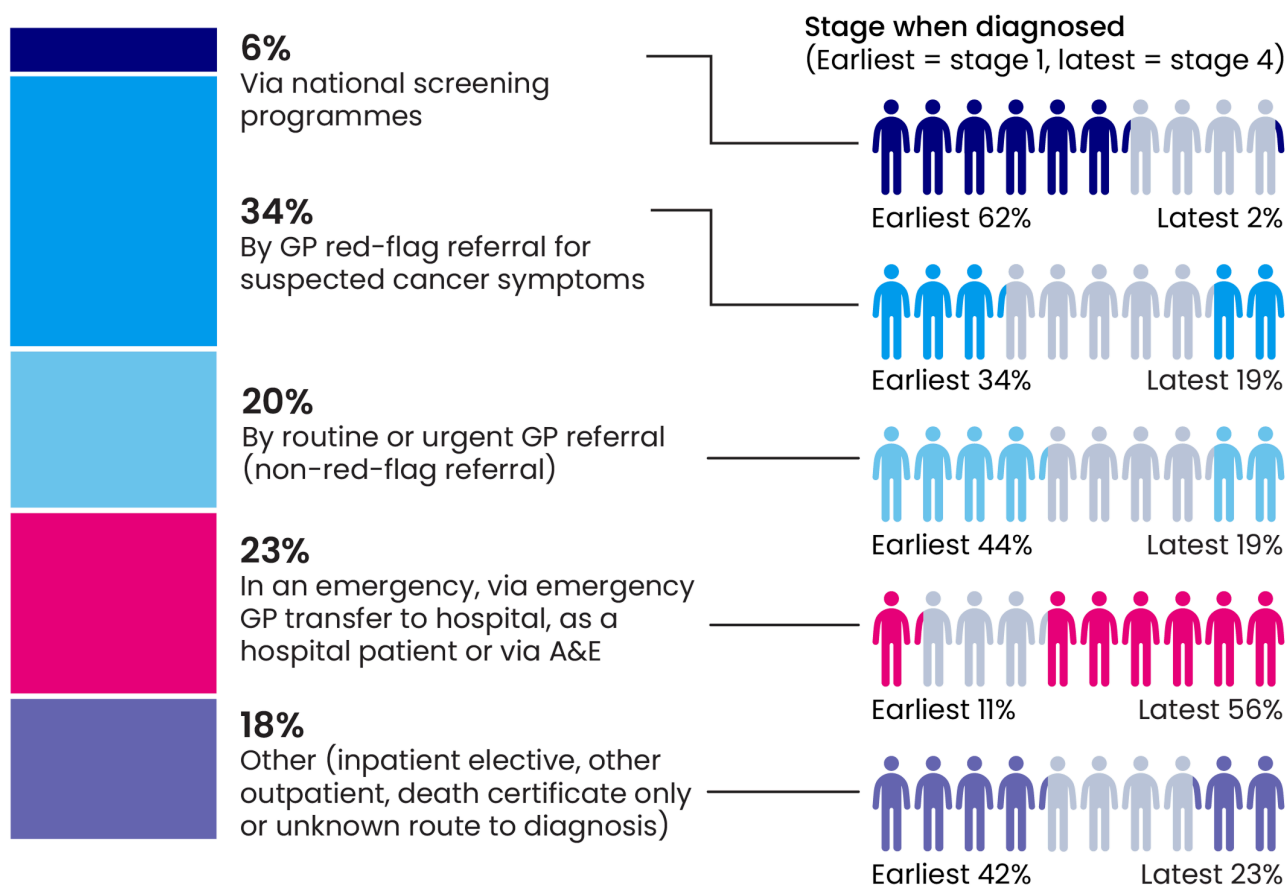 Stage when diagnosed
(Earliest = stage 1, latest = stage 4)
6%
Via national screening
programmes
Earliest 62%
Latest 2%
34%
By GP red-flag referral for
suspected cancer symptoms
Earliest 34%
Latest 19%
20%
By routine or urgent GP referral
(non-red-flag referral)
Earliest 44%
Latest 19%
23%
In an emergency, via emergency
GP transfer to hospital, as a
hospital patient or via A&E
Earliest 11%
Latest 56%
18%
Other (inpatient elective, other
outpatient, death certificate only
or unknown route to diagnosis)
Earliest 42%
Latest 23%